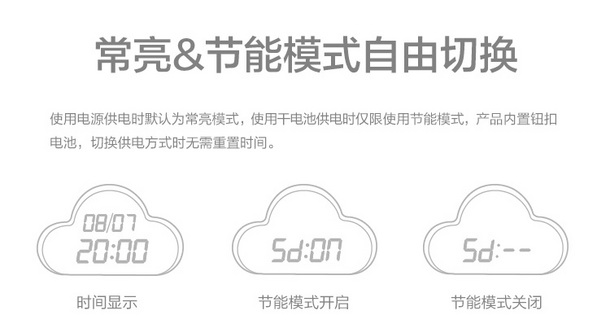 常亮&节能模式自由切换
使用电源供电时默认为常亮模式，使用干电池供电时仅限使用节能模式，产品内置钮扣
电池，切换供电方式时无需重置时间。
08/07
20:00
Sd:ON
Sd:--
时间显示
节能模式开启
节能模式关闭